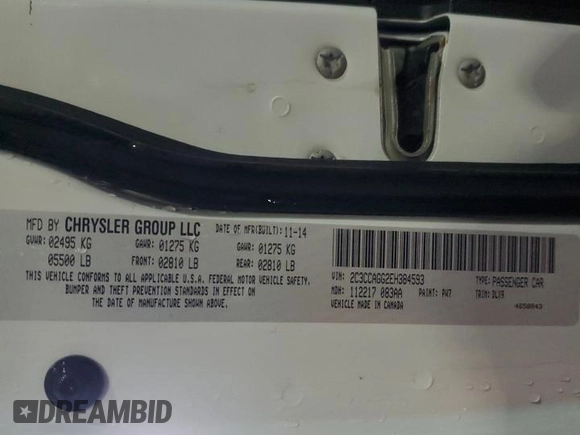 MFD BY CHRYSLER GROUP LLC DATE OF MFR(BUILT): 11-14
GVWR: 02495 KG GAWR: 01275 KG GAWR: 01275 KG
05500 LB FRONT: 02810 LB REAR: 02810 LB
THIS VEHICLE CONFORMS TO ALL APPLICABLE U.S.A. FEDERAL MOTOR VEHICLE SAFETY,
BUMPER AND THEFT PREVENTION STANDARDS IN EFFECT ON
THE DATE OF MANUFACTURE SHOWN ABOVE.
VIN: 2C3CCAGG2EH384593 TYPE: PASSENGER CAR
MDH: 112217 083AA PAINT: PW7 TRIM: DLX9
VEHICLE MADE IN CANADA
DREAMBID